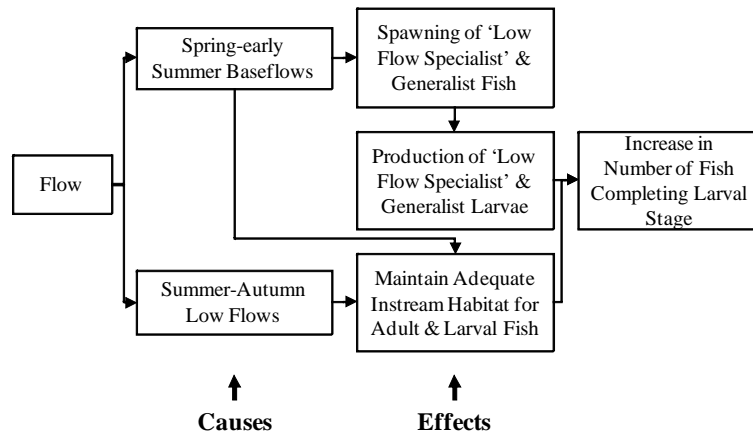 Flow
Spring-early
Summer Baseflows
Summer-Autumn
Low Flows
Spawning of ‘Low
Flow Specialist’ &
Generalist Fish
Production of ‘Low
Flow Specialist’ &
Generalist Larvae
Maintain Adequate
Instream Habitat for
Adult & Larval Fish
Increase in
Number of Fish
Completing Larval
Stage
Causes
Effects